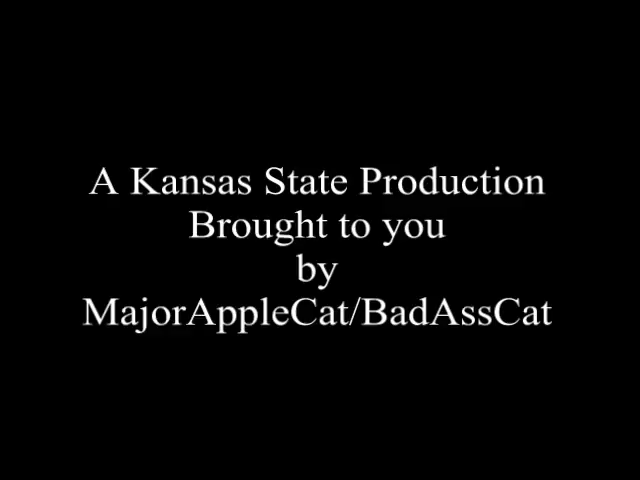 A Kansas State Production
Brought to you
by
MajorAppleCat/BadAssCat